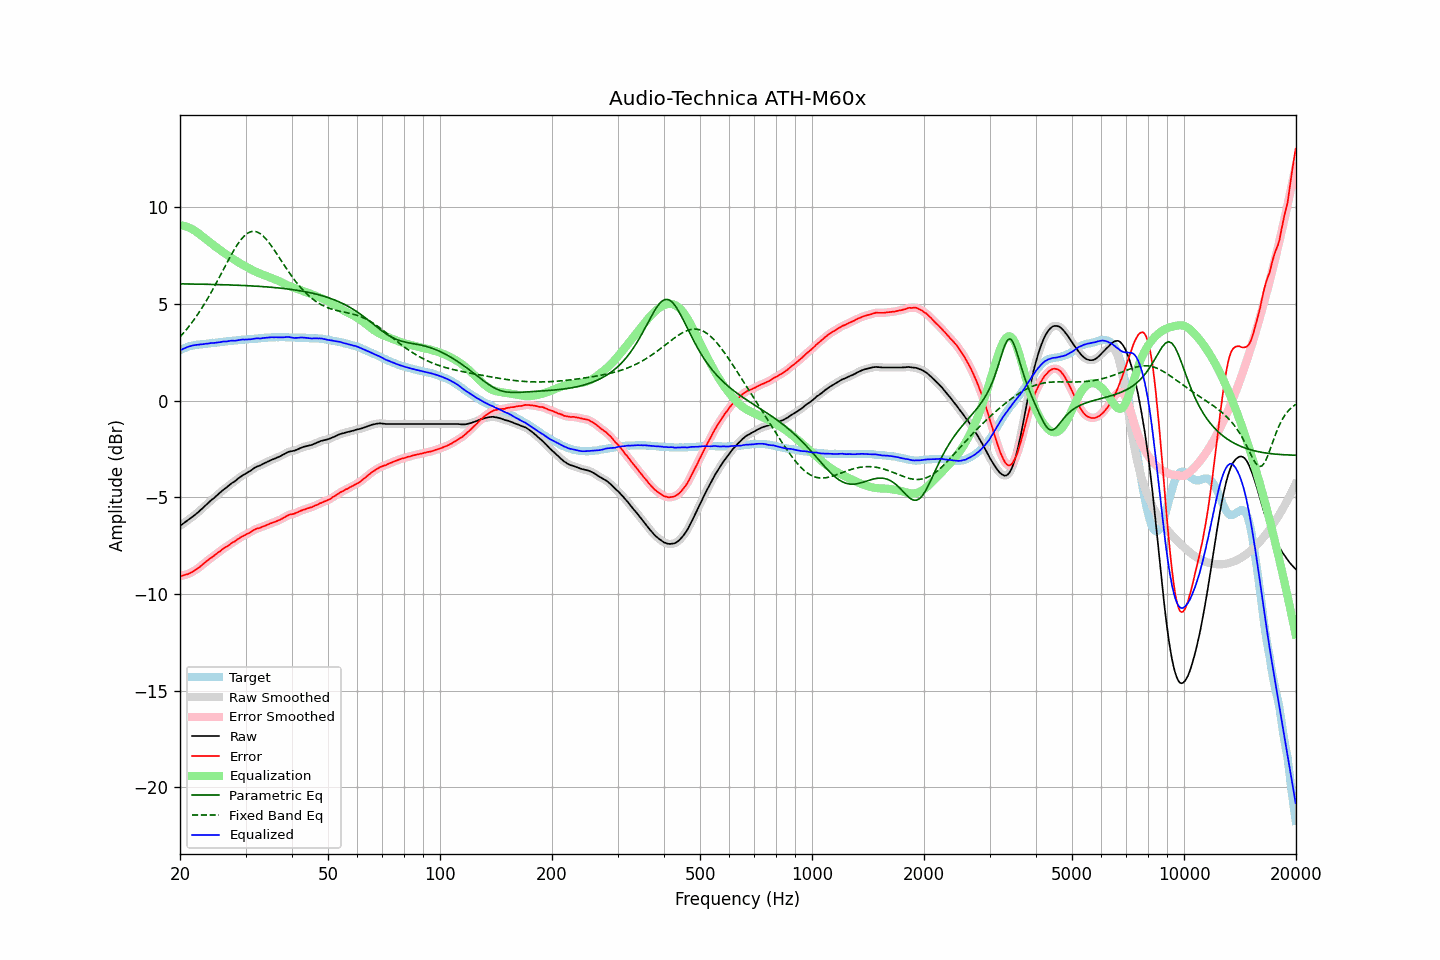 Audio-Technica ATH-M60x
Amplitude (dBr)
10
5
0
−5
−10
−15
−20
Target
Raw Smoothed
Error Smoothed
Raw
Error
Equalization
Parametric Eq
Fixed Band Eq
Equalized
20 50 100 200 500 1000 2000 5000 10000 20000
Frequency (Hz)